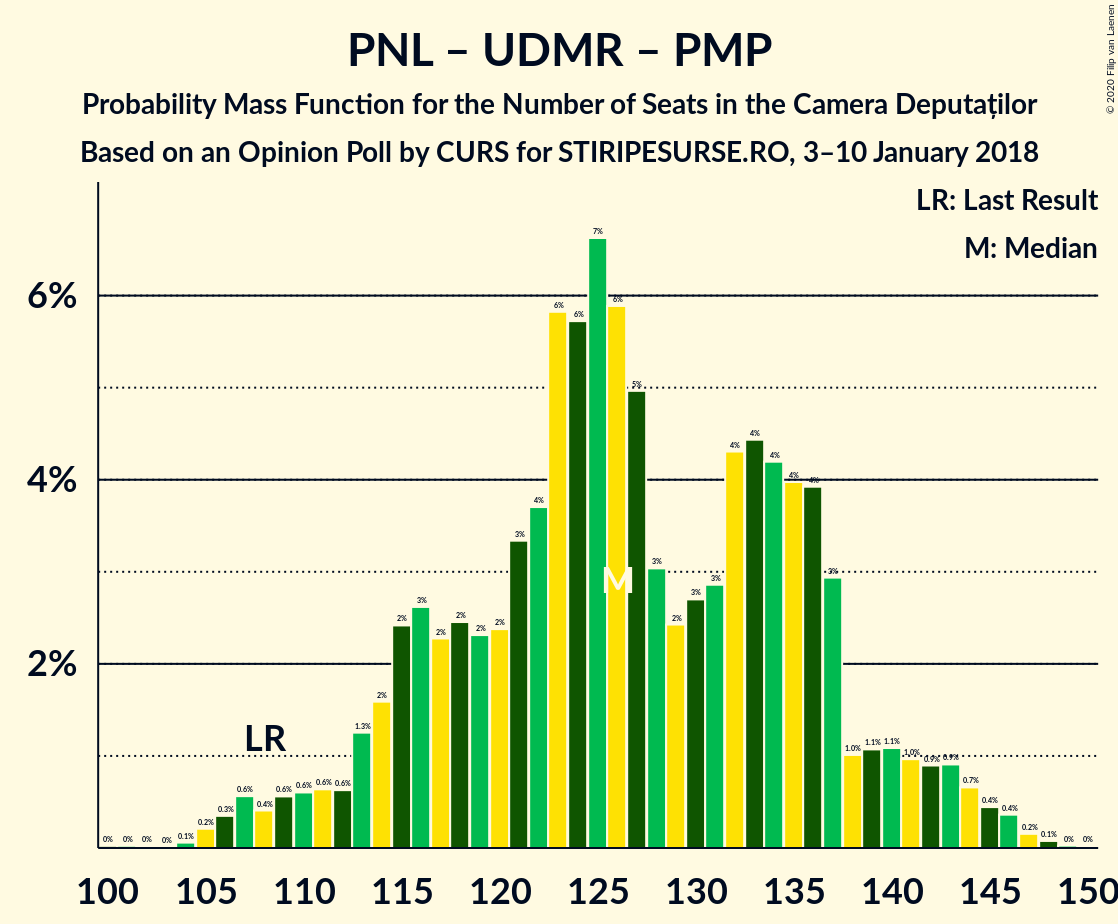 PNL – UDMR – PMP
Probability Mass Function for the Number of Seats in the Camera Deputaților
Based on an Opinion Poll by CURS for STIRIPESURSE.RO, 3–10 January 2018
© 2020 Filip van Laenen
LR: Last Result
M: Median
6%
4%
2%
0% 0% 0% 0% 0.1% 0.2% 0.3% 0.6% 0.4% 0.6% 0.6% 0.6% 0.6% 1.3% 2% 2% 3% 2% 2% 2% 2% 3% 4% 6% 6% 7% 6% 5% 3% 2% 3% 3% 4% 4% 4% 4% 4% 3% 1.0% 1.1% 1.1% 1.0% 0.9% 0.9% 0.7% 0.4% 0.4% 0.2% 0.1% 0% 0%
LR
M
100 105 110 115 120 125 130 135 140 145 150